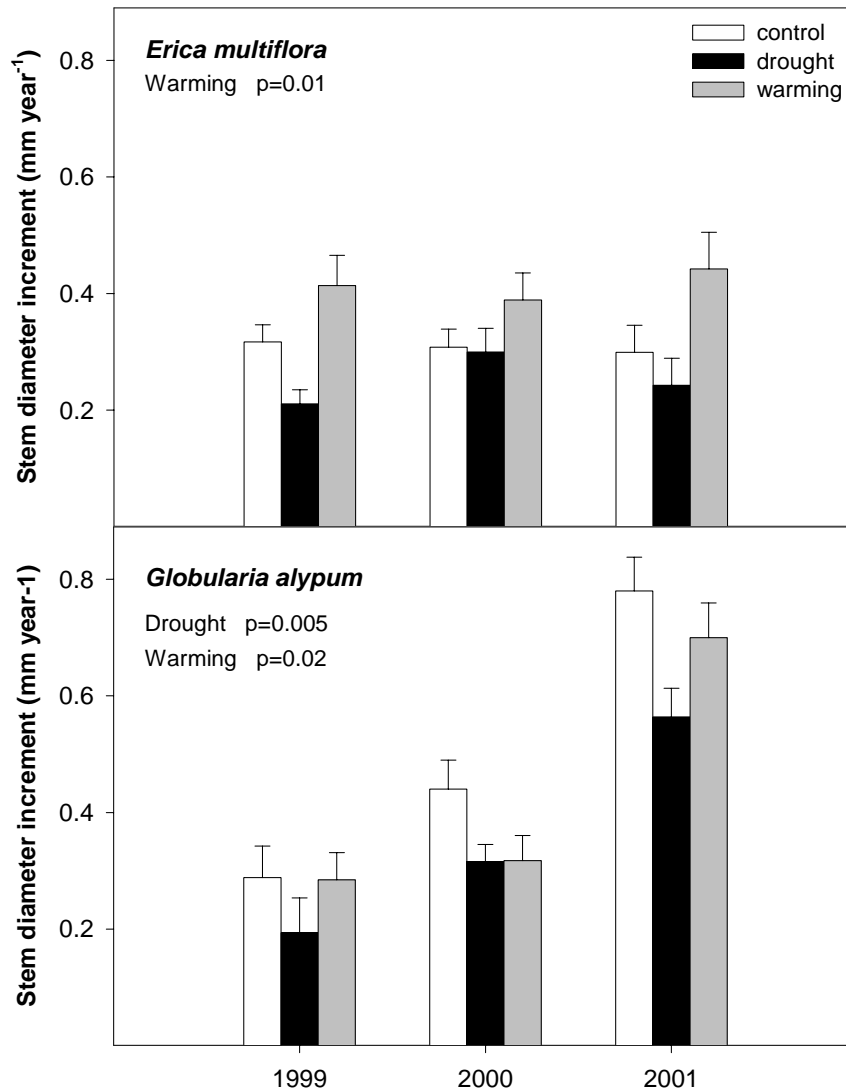 Erica multiflora
Warming p=0.01
control
drought
warming
Stem diameter increment (mm year-1)
0.8
0.6
0.4
0.2
Globularia alypum
Drought p=0.005
Warming p=0.02
Stem diameter increment (mm year-1)
0.8
0.6
0.4
0.2
1999 2000 2001